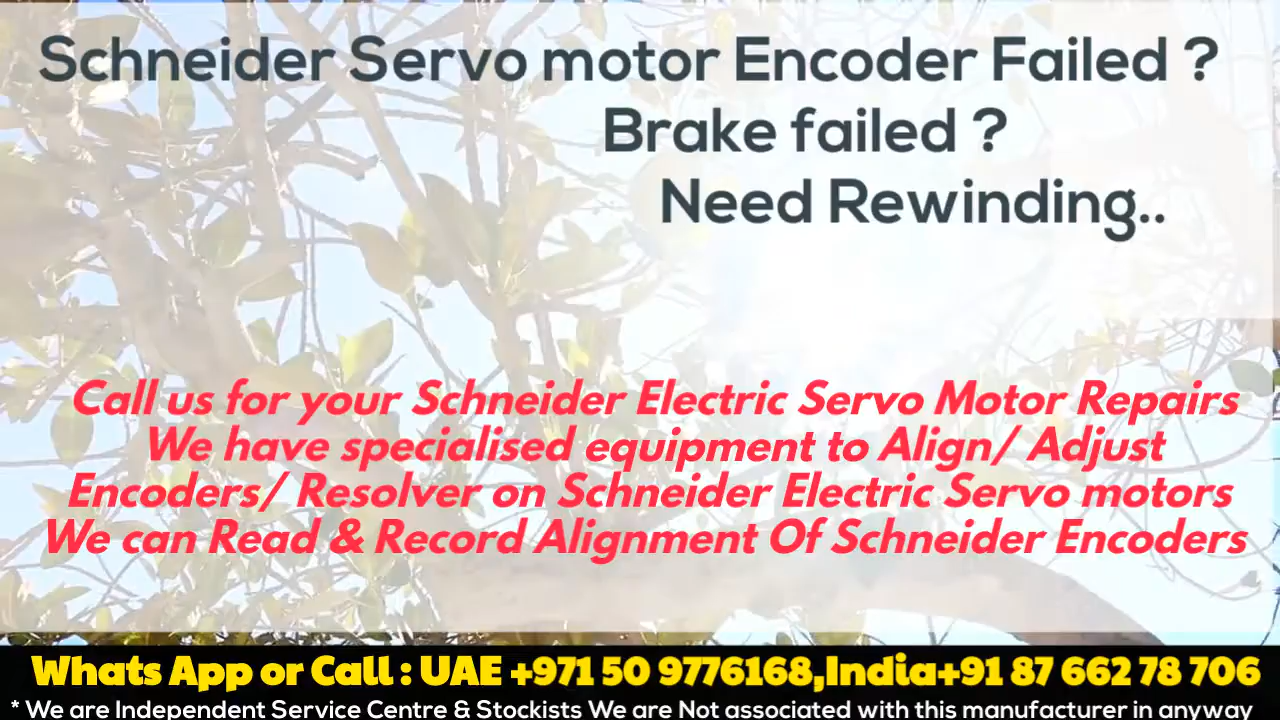 Schneider Servo motor Encoder Failed ?
Brake failed ?
Need Rewinding..
Call us for your Schneider Electric Servo Motor Repairs
We have specialised equipment to Align/ Adjust
Encoders/ Resolver on Schneider Electric Servo motors
We can Read & Record Alignment Of Schneider Encoders
Whats App or Call : UAE +971 50 9776168,India+91 87 662 78 706
* We are Independent Service Centre & Stockists We are Not associated with this manufacturer in anyway